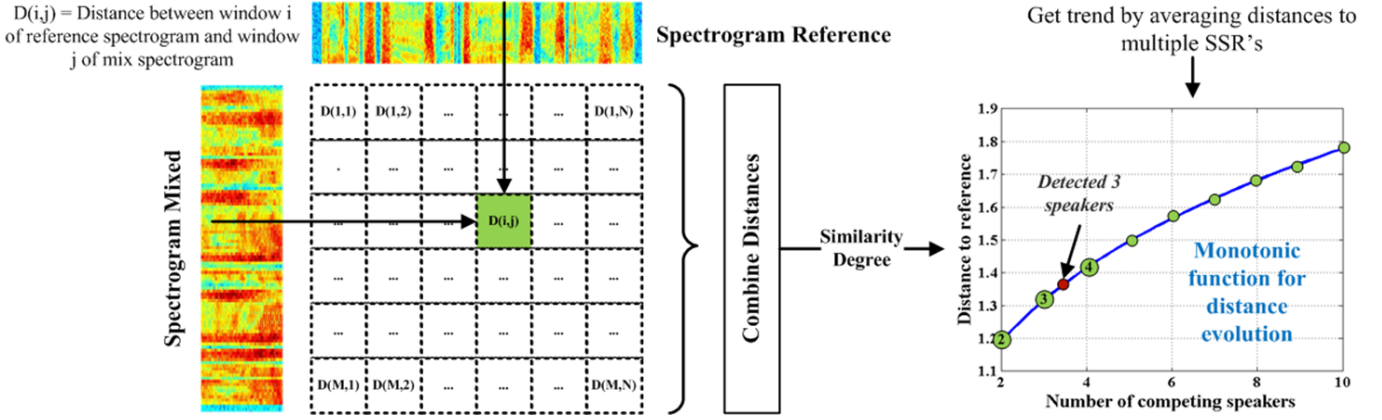 D(i,j) = Distance between window i
of reference spectrogram and window
j of mix spectrogram
Spectrogram Reference
Spectrogram Mixed
D(1,1) D(1,2) ... ... ... D(1,N)
. ... ... ... ... ...
... ... ... D(i,j) ... ...
... ... ... ... ... ...
... ... ... ... ... ...
D(M,1) D(M,2) ... ... ... D(M,N)
Combine Distances
Similarity
Degree
Get trend by averaging distances to
multiple SSR's
Distance to reference
1.9
1.8
1.7
1.6
1.5
1.4
1.3
1.2
1.1
Detected 3
speakers
2
3
4
Monotonic
function for
distance
evolution
2 4 6 8 10
Number of competing speakers